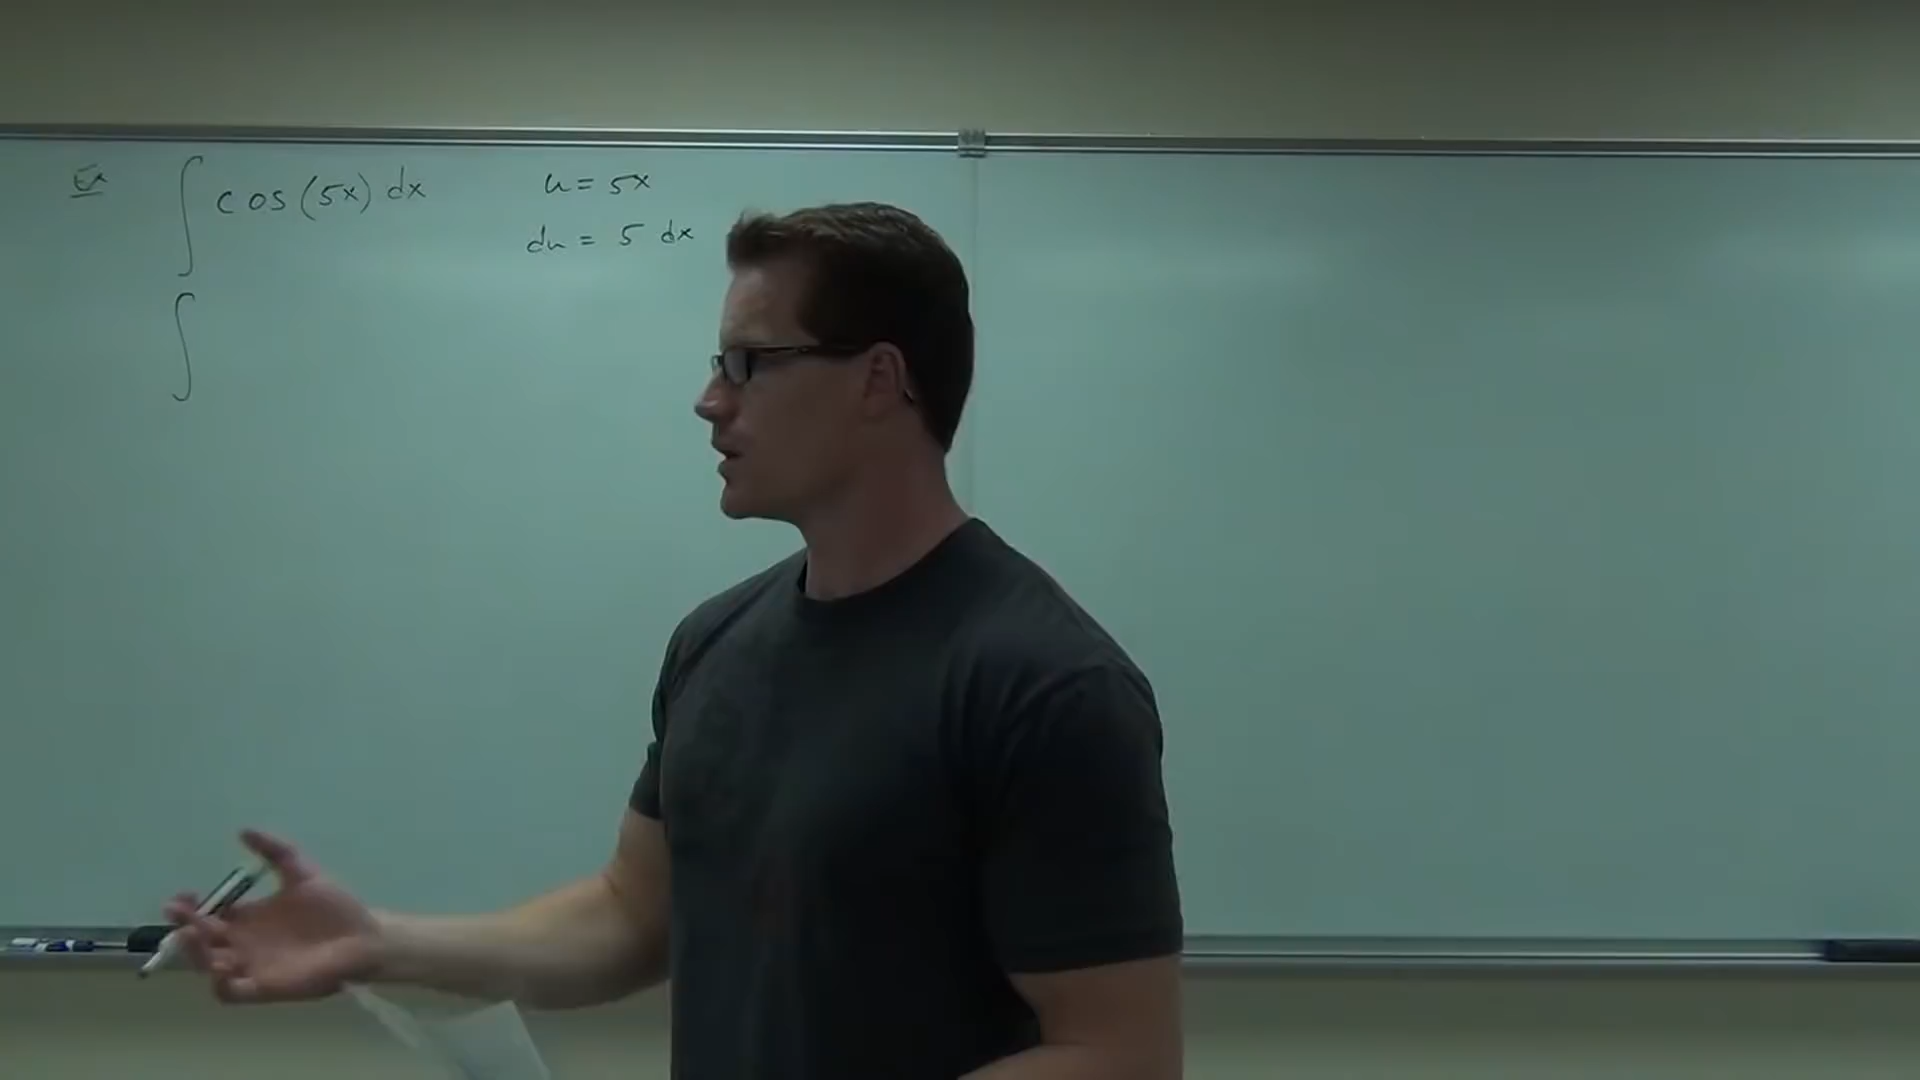 Ex ∫ cos (5x) dx
u = 5x
du = 5 dx
∫